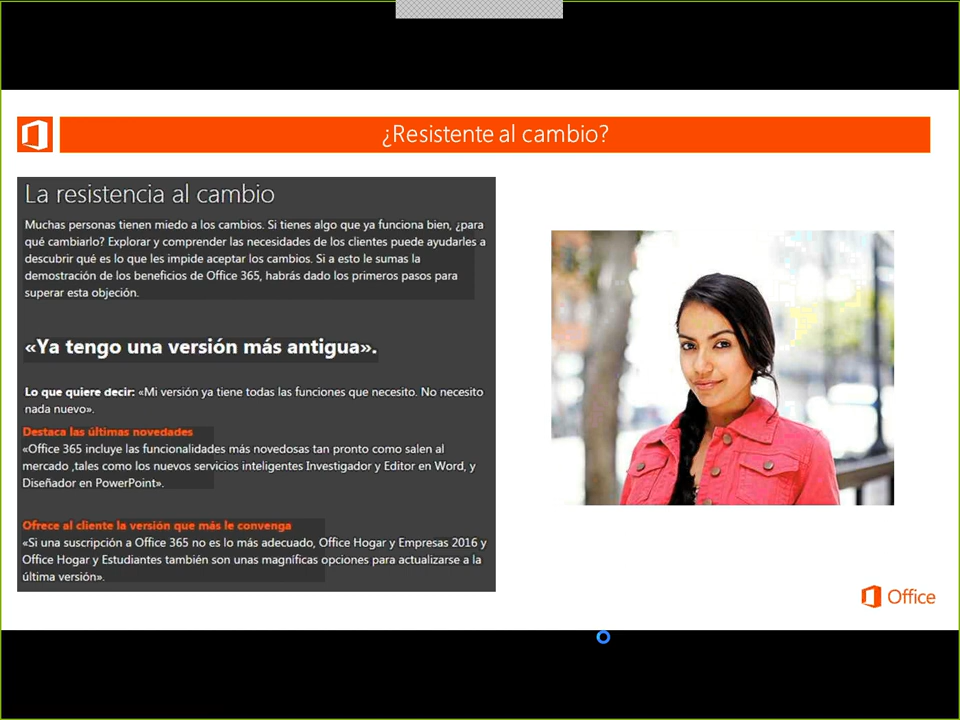 ¿Resistente al cambio?
La resistencia al cambio
Muchas personas tienen miedo a los cambios. Si tienes algo que ya funciona bien, ¿para
qué cambiarlo? Explorar y comprender las necesidades de los clientes puede ayudarles a
descubrir qué es lo que les impide aceptar los cambios. Si a esto le sumas la
demostración de los beneficios de Office 365, habrás dado los primeros pasos para
superar esta objeción.
«Ya tengo una versión más antigua».
Lo que quiere decir: «Mi versión ya tiene todas las funciones que necesito. No necesito
nada nuevo».
Destaca las últimas novedades
«Office 365 incluye las funcionalidades más novedosas tan pronto como salen al
mercado ,tales como los nuevos servicios inteligentes Investigador y Editor en Word, y
Diseñador en PowerPoint».
Ofrece al cliente la versión que más le convenga
«Si una suscripción a Office 365 no es lo más adecuado, Office Hogar y Empresas 2016 y
Office Hogar y Estudiantes también son unas magníficas opciones para actualizarse a la
última versión».
Office